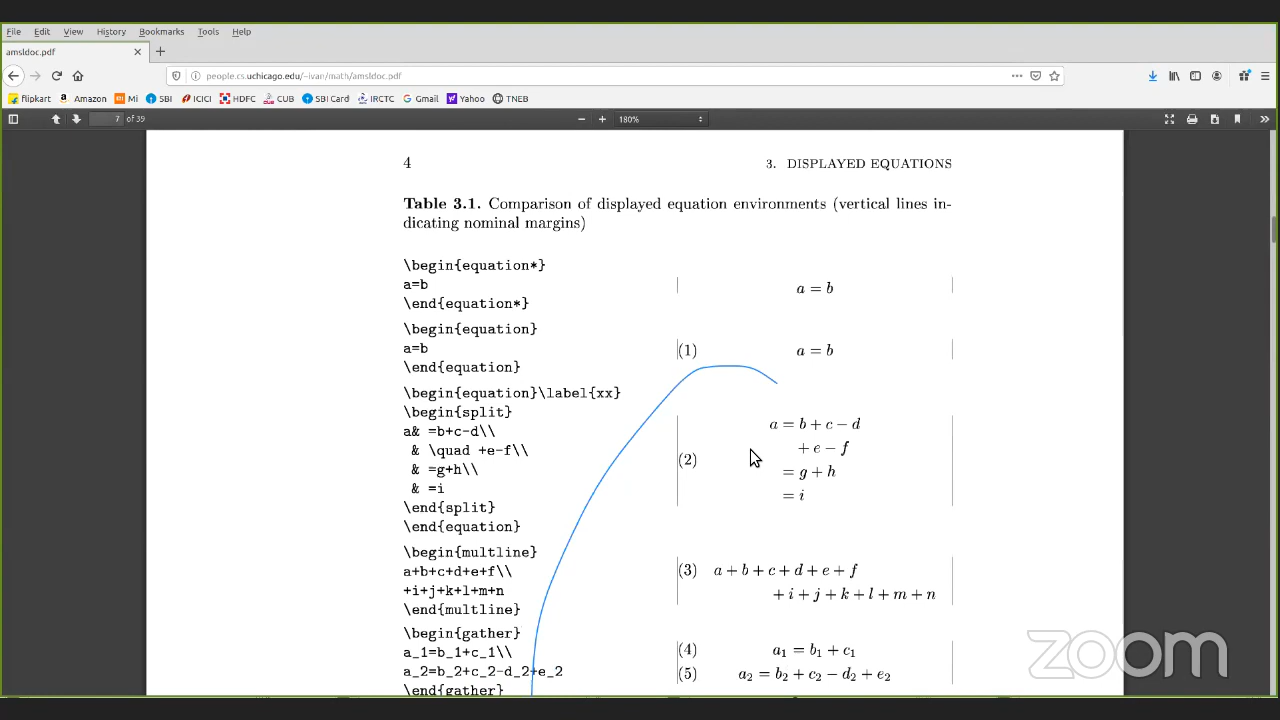 File Edit View History Bookmarks Tools Help
amsldoc.pdf
people.cs.uchicago.edu/~ivan/math/amsldoc.pdf
flipkart Amazon Mi SBI ICICI HDFC CUB SBI Card IRCTC Gmail Yahoo TNEB
7 of 39 180%
4 3. DISPLAYED EQUATIONS
Table 3.1. Comparison of displayed equation environments (vertical lines in-
dicating nominal margins)
\begin{equation*}
a=b
\end{equation*}
a = b
\begin{equation}
a=b
\end{equation}
(1) a = b
\begin{equation}\label{xx}
\begin{split}
a& =b+c-d\\
& \quad +e-f\\
& =g+h\\
& =i
\end{split}
\end{equation}
(2)
a = b + c − d
+ e − f
= g + h
= i
\begin{multline}
a+b+c+d+e+f\\
+i+j+k+l+m+n
\end{multline}
(3) a + b + c + d + e + f
+ i + j + k + l + m + n
\begin{gather}
a_1=b_1+c_1\\
a_2=b_2+c_2-d_2+e_2
\end{gather}
(4) a₁ = b₁ + c₁
(5) a₂ = b₂ + c₂ − d₂ + e₂
zoom